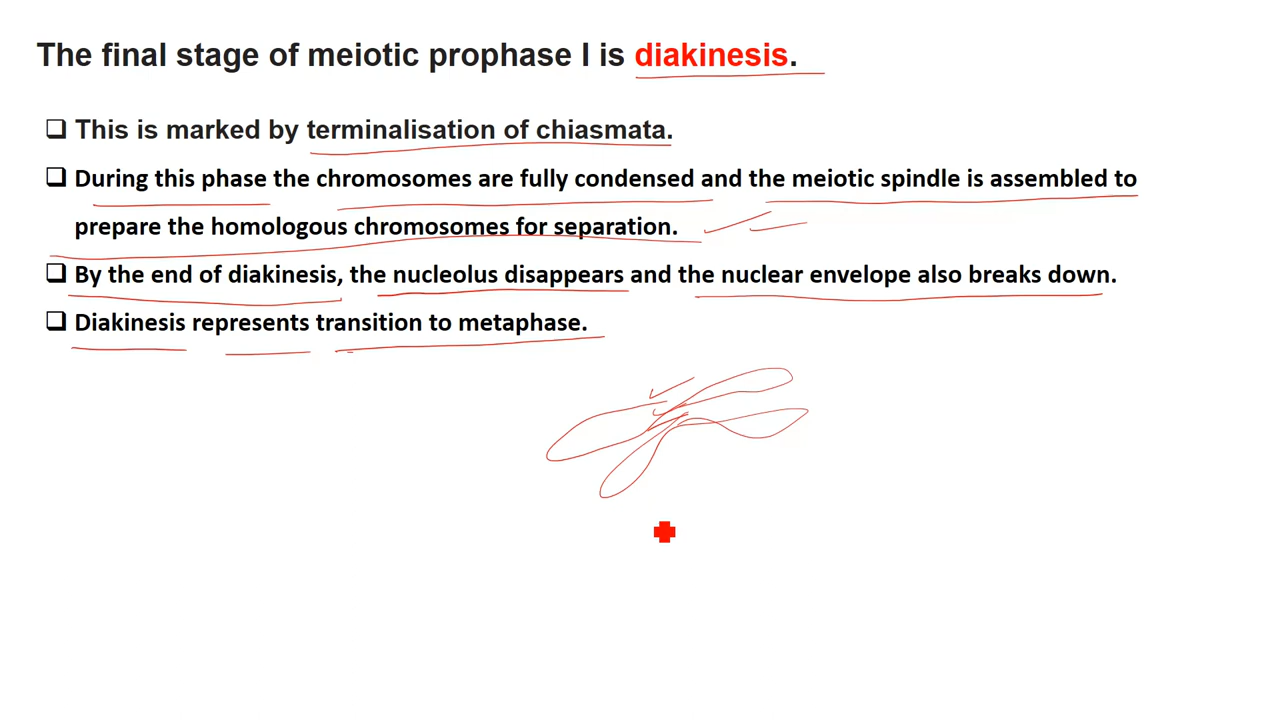 The final stage of meiotic prophase I is diakinesis.
❑ This is marked by terminalisation of chiasmata.
❑ During this phase the chromosomes are fully condensed and the meiotic spindle is assembled to
prepare the homologous chromosomes for separation.
❑ By the end of diakinesis, the nucleolus disappears and the nuclear envelope also breaks down.
❑ Diakinesis represents transition to metaphase.